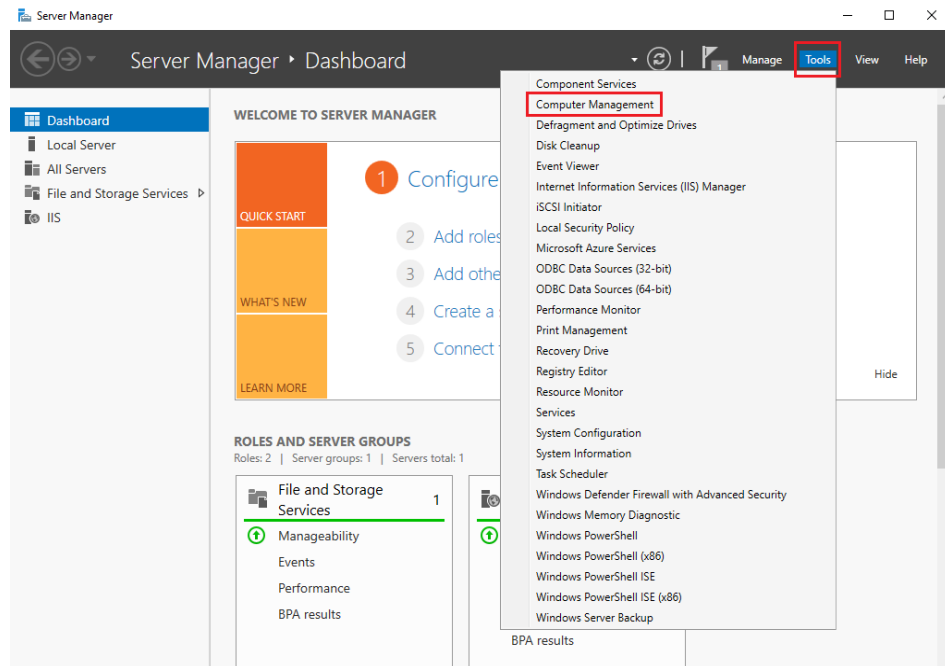 Server Manager
Server Manager ‣ Dashboard
1
Manage
Tools
View
Help
Dashboard
Local Server
All Servers
File and Storage Services
IIS
WELCOME TO SERVER MANAGER
QUICK START
WHAT'S NEW
LEARN MORE
1 Configure
2 Add roles
3 Add othe
4 Create a
5 Connect
Hide
Component Services
Computer Management
Defragment and Optimize Drives
Disk Cleanup
Event Viewer
Internet Information Services (IIS) Manager
iSCSI Initiator
Local Security Policy
Microsoft Azure Services
ODBC Data Sources (32-bit)
ODBC Data Sources (64-bit)
Performance Monitor
Print Management
Recovery Drive
Registry Editor
Resource Monitor
Services
System Configuration
System Information
Task Scheduler
Windows Defender Firewall with Advanced Security
Windows Memory Diagnostic
Windows PowerShell
Windows PowerShell (x86)
Windows PowerShell ISE
Windows PowerShell ISE (x86)
Windows Server Backup
ROLES AND SERVER GROUPS
Roles: 2 | Server groups: 1 | Servers total: 1
File and Storage
Services
1
Manageability
Events
Performance
BPA results
BPA results